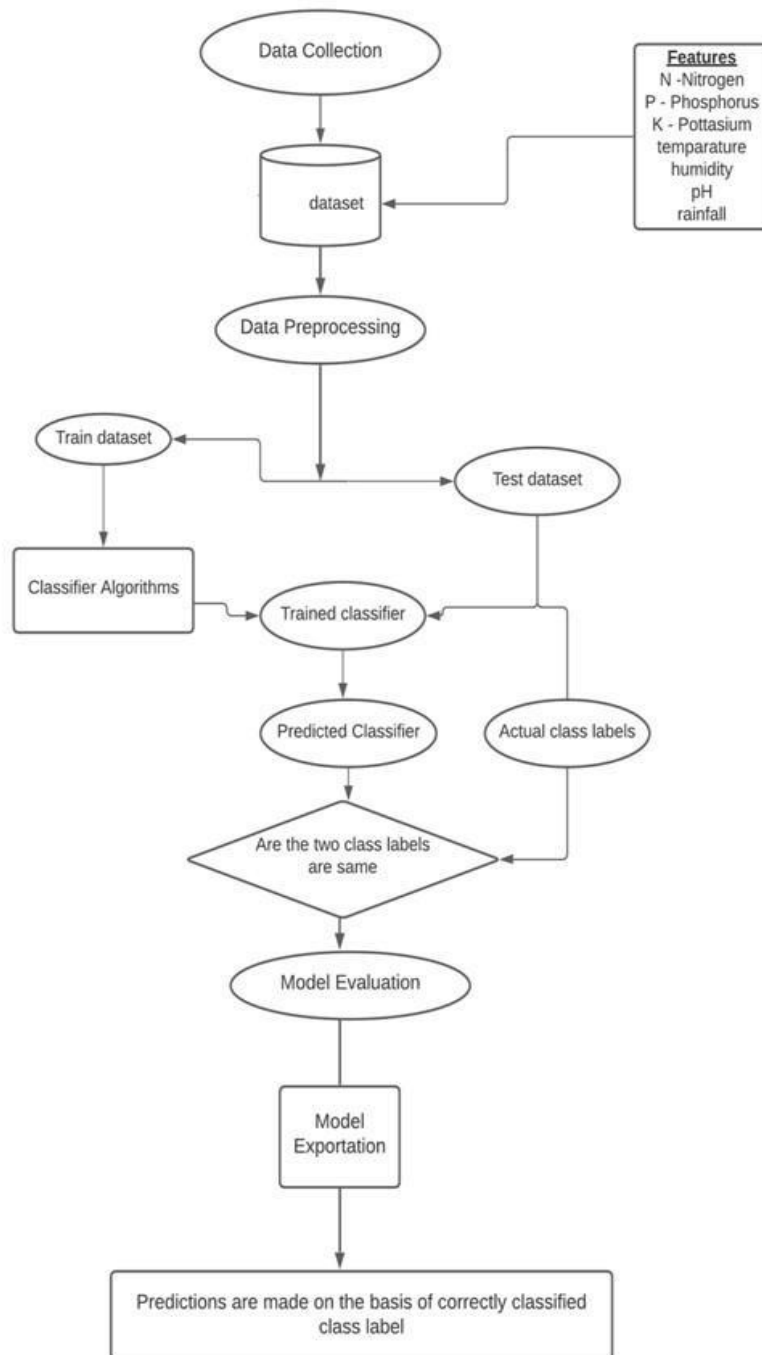 Data Collection
Features
N -Nitrogen
P - Phosphorus
K - Pottasium
temparature
humidity
pH
rainfall
dataset
Data Preprocessing
Train dataset
Test dataset
Classifier Algorithms
Trained classifier
Predicted Classifier
Actual class labels
Are the two class labels
are same
Model Evaluation
Model
Exportation
Predictions are made on the basis of correctly classified
class label